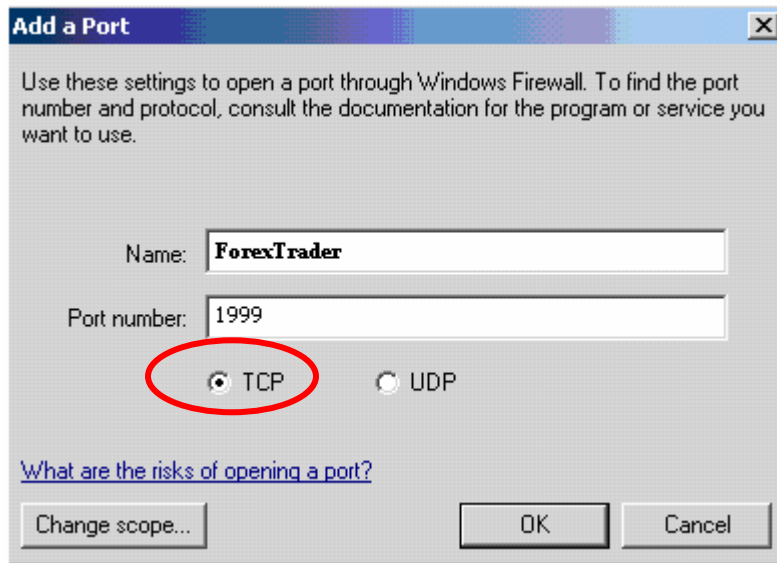 Add a Port
Use these settings to open a port through Windows Firewall. To find the port
number and protocol, consult the documentation for the program or service you
want to use.
Name: ForexTrader
Port number: 1999
TCP UDP
What are the risks of opening a port?
Change scope... OK Cancel